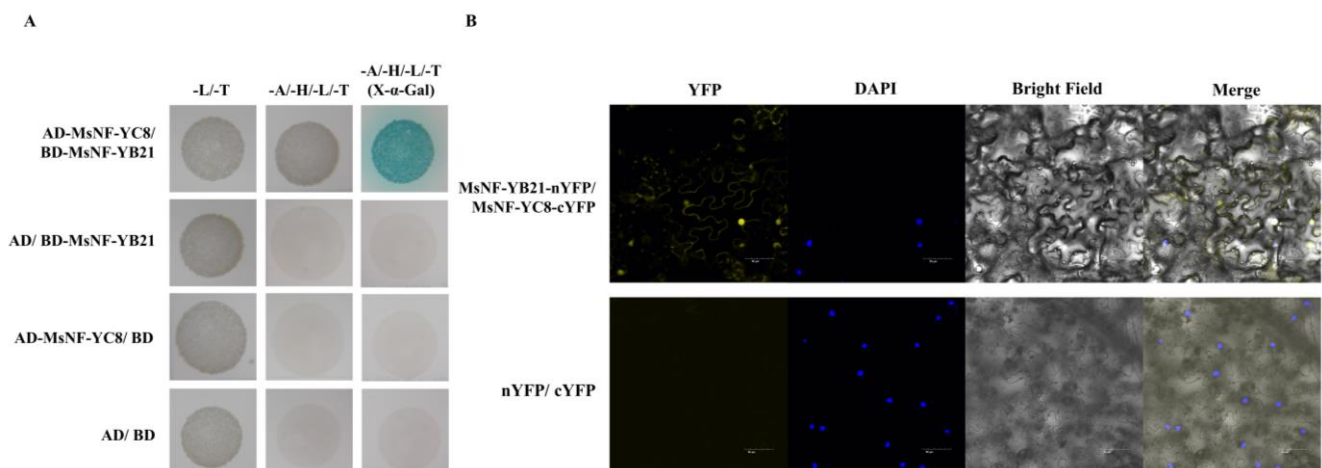 A
B
-L/-T
-A/-H/-L/-T
-A/-H/-L/-T
(X-α-Gal)
AD-MsNF-YC8/
BD-MsNF-YB21
AD/ BD-MsNF-YB21
AD-MsNF-YC8/ BD
AD/ BD
YFP
DAPI
Bright Field
Merge
MsNF-YB21-nYFP/
MsNF-YC8-cYFP
nYFP/ cYFP